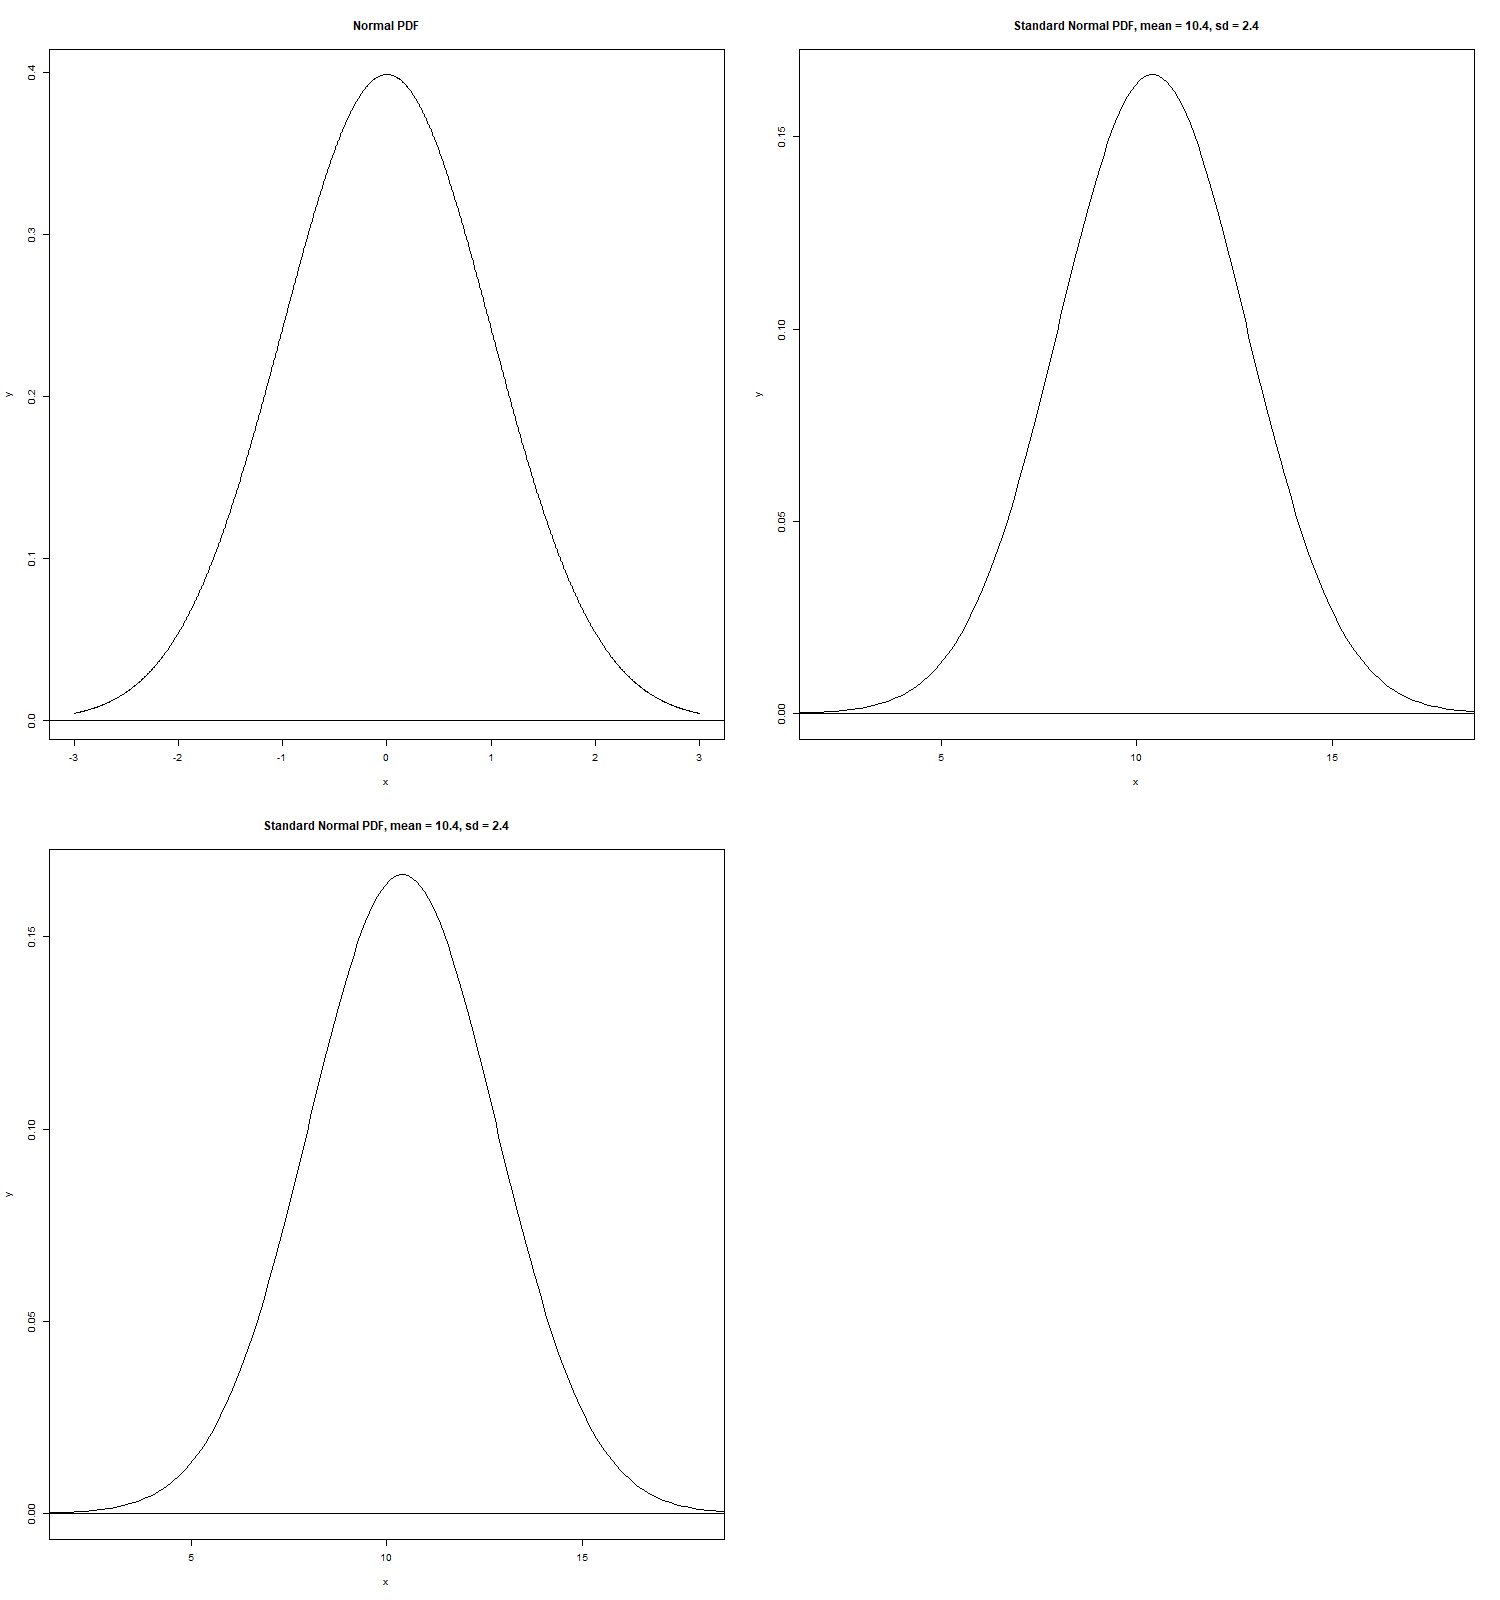 Normal PDF
0.4
0.3
0.2
0.1
0.0
y
-3 -2 -1 0 1 2 3
x
Standard Normal PDF, mean = 10.4, sd = 2.4
0.15
0.10
0.05
0.00
y
5 10 15
x
Standard Normal PDF, mean = 10.4, sd = 2.4
0.15
0.10
0.05
0.00
y
5 10 15
x